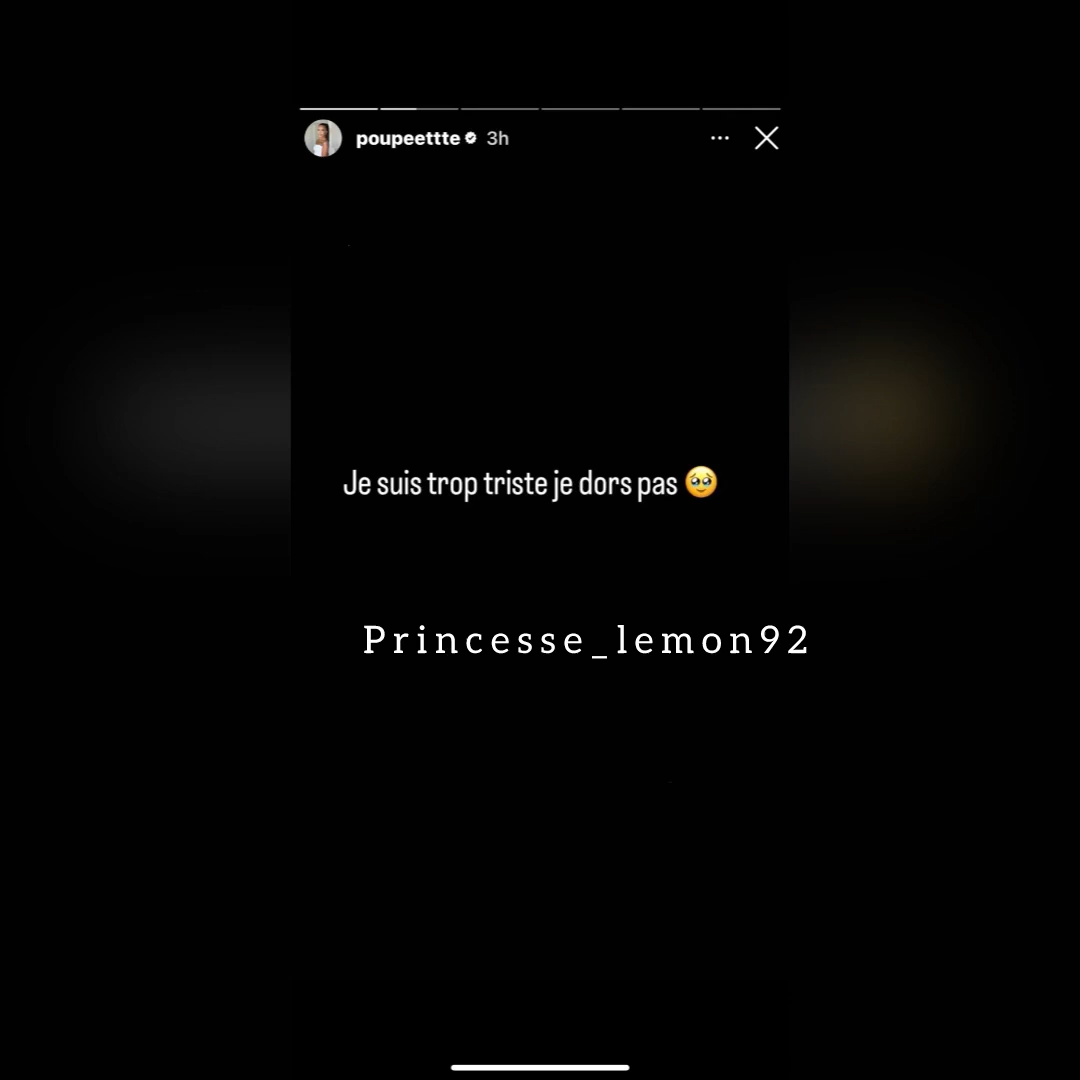 poupeettte 3h
Je suis trop triste je dors pas 🥹
Princesse_lemon92